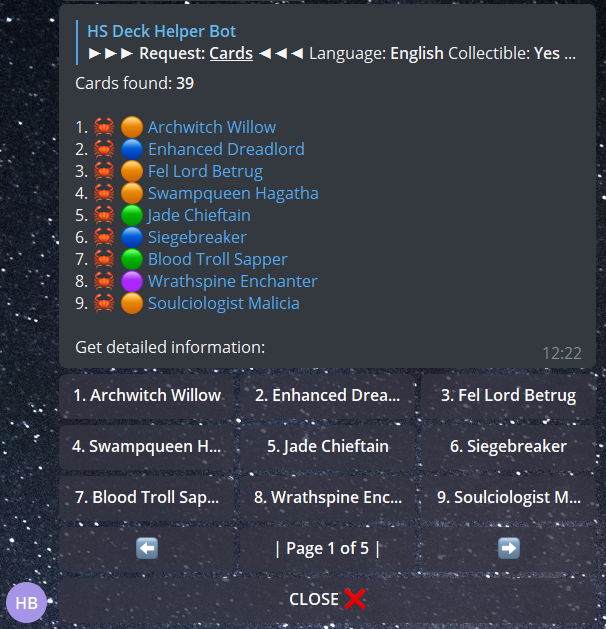 HS Deck Helper Bot
►►► Request: Cards ◄◄◄ Language: English Collectible: Yes ...
Cards found: 39
1. 🦀 🟠 Archwitch Willow
2. 🦀 🔵 Enhanced Dreadlord
3. 🦀 🟠 Fel Lord Betrug
4. 🦀 🟠 Swampqueen Hagatha
5. 🦀 🟢 Jade Chieftain
6. 🦀 🔵 Siegebreaker
7. 🦀 🟢 Blood Troll Sapper
8. 🦀 🟣 Wrathspine Enchanter
9. 🦀 🟠 Soulciologist Malicia
Get detailed information:
12:22
1. Archwitch Willow
2. Enhanced Drea...
3. Fel Lord Betrug
4. Swampqueen H...
5. Jade Chieftain
6. Siegebreaker
7. Blood Troll Sap...
8. Wrathspine Enc...
9. Soulciologist M...
⬅️
| Page 1 of 5 |
➡️
CLOSE ❌
HB